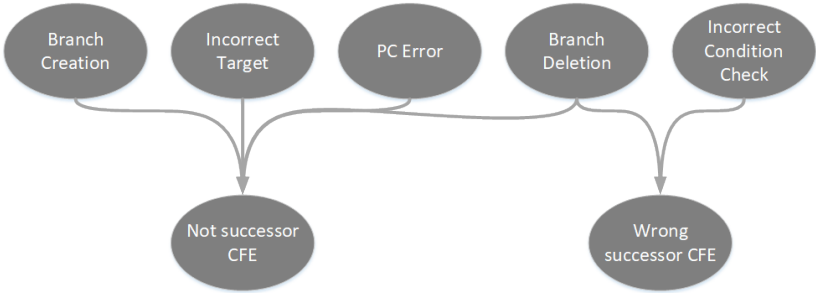 Branch
Creation
Incorrect
Target
PC Error
Branch
Deletion
Incorrect
Condition
Check
Not successor
CFE
Wrong
successor CFE